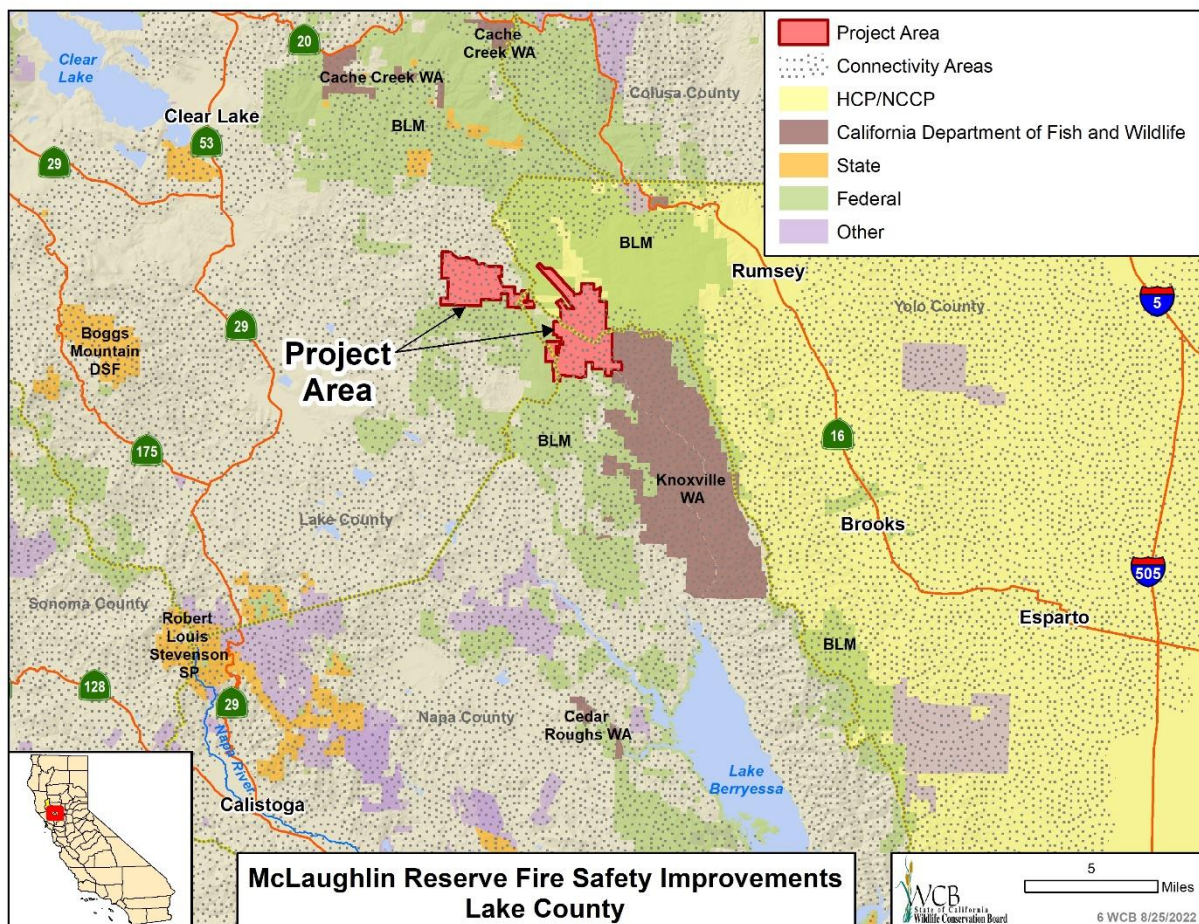 Clear
Lake
20
Cache
Creek WA
Cache Creek WA
Colusa County
Clear Lake
BLM
53
29
Project Area
Connectivity Areas
HCP/NCCP
California Department of Fish and Wildlife
State
Federal
Other
BLM
Rumsey
Yolo County
5
Boggs
Mountain
DSF
29
Project
Area
BLM
16
175
Knoxville
WA
Lake County
Brooks
505
Sonoma County
Robert
Louis
Stevenson
SP
Esparto
BLM
128
29
Napa County
Cedar
Roughs WA
Napa River
Lake
Berryessa
Calistoga
McLaughlin Reserve Fire Safety Improvements
Lake County
WCB
State of California
Wildlife Conservation Board
5
Miles
6 WCB 8/25/2022